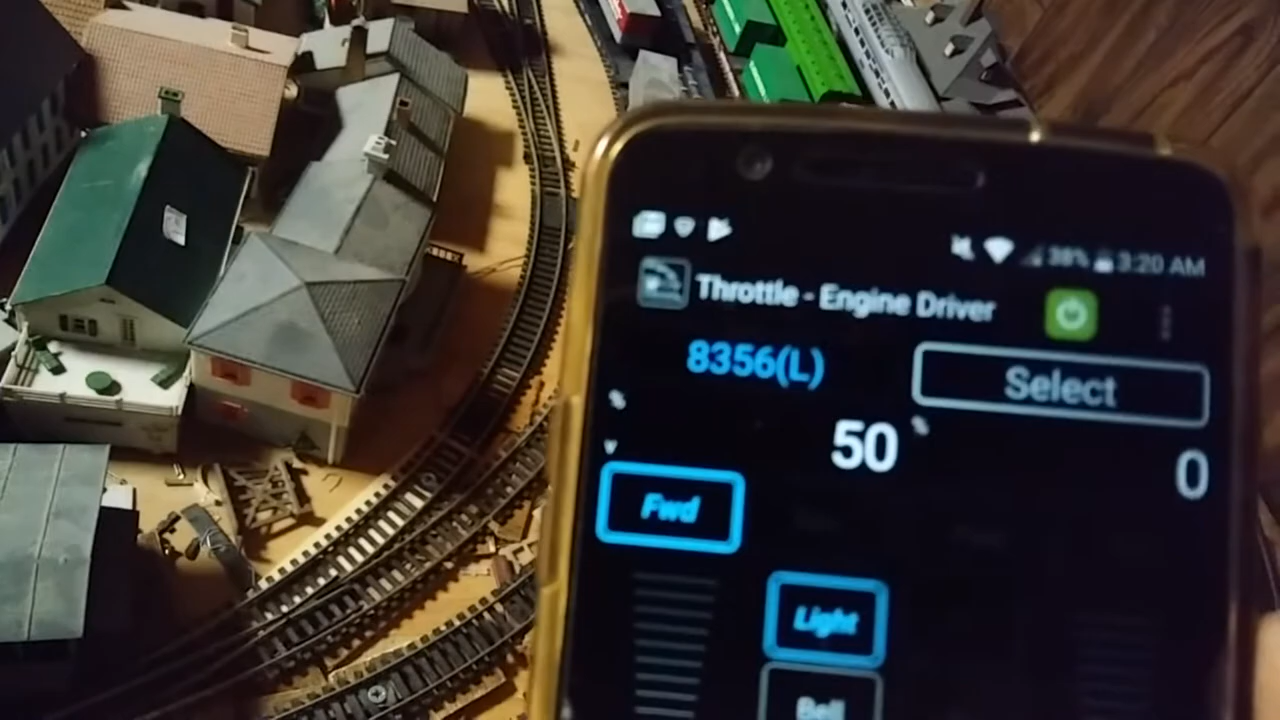 38% 3:20 AM
Throttle - Engine Driver
8356(L) Select
% 50 % 0
Fwd
Light
Bell